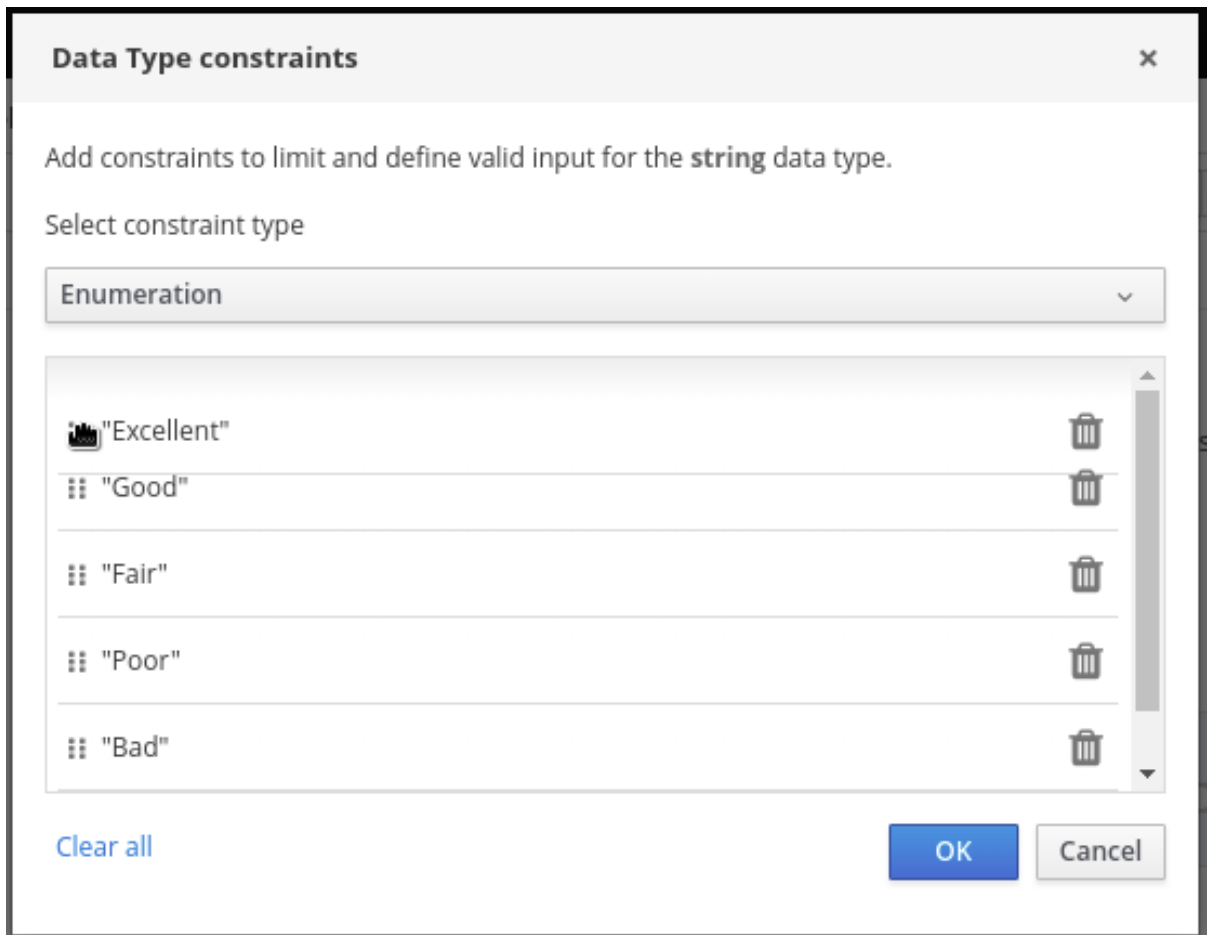 Data Type constraints
Add constraints to limit and define valid input for the string data type.
Select constraint type
Enumeration
"Excellent"
"Good"
"Fair"
"Poor"
"Bad"
Clear all
OK
Cancel